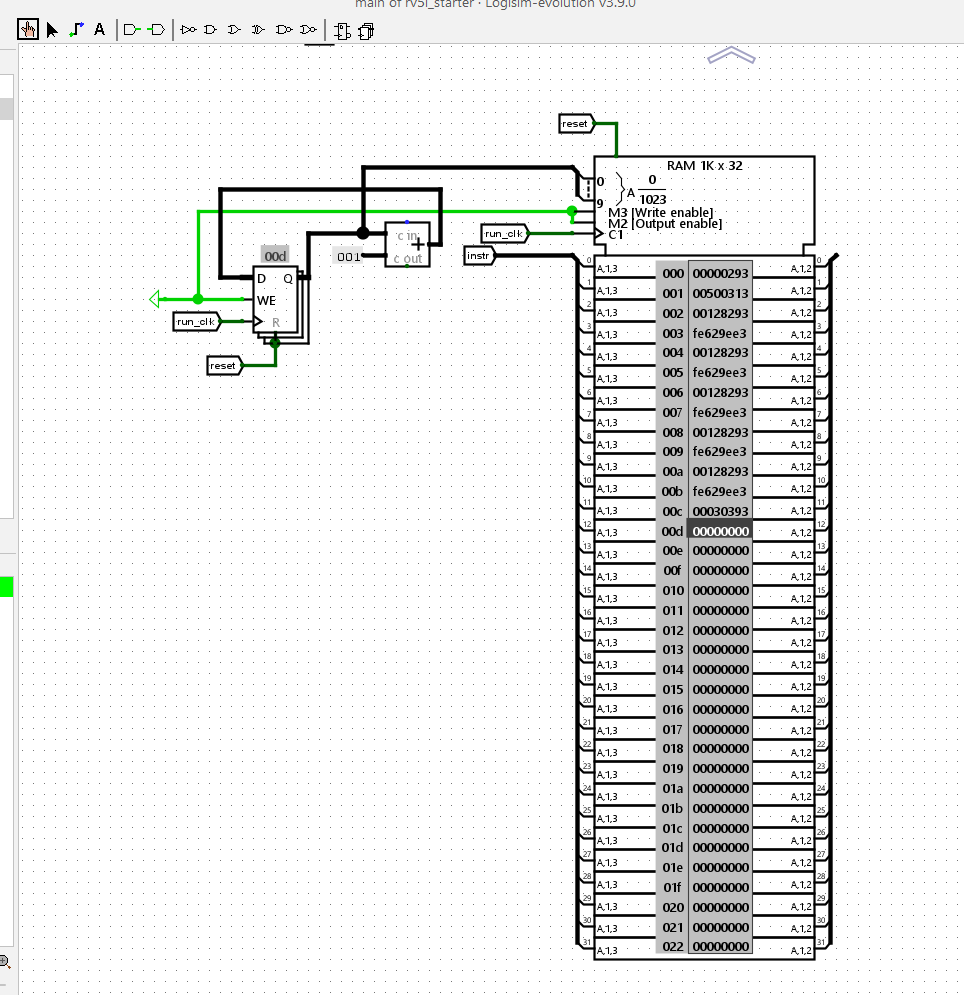 main of rv5i_starter · Logisim-evolution v3.9.0
A
reset
RAM 1K x 32
0
9
A
0
1023
M3 [Write enable]
M2 [Output enable]
C1
run_clk
instr
c in
+
c out
001
00d
D Q
WE
R
run_clk
reset
0 A,1,3 000 00000293 A,1,2 0
1 A,1,3 001 00500313 A,1,2 1
2 A,1,3 002 00128293 A,1,2 2
3 A,1,3 003 fe629ee3 A,1,2 3
4 A,1,3 004 00128293 A,1,2 4
5 A,1,3 005 fe629ee3 A,1,2 5
6 A,1,3 006 00128293 A,1,2 6
7 A,1,3 007 fe629ee3 A,1,2 7
8 A,1,3 008 00128293 A,1,2 8
9 A,1,3 009 fe629ee3 A,1,2 9
10 A,1,3 00a 00128293 A,1,2 10
11 A,1,3 00b fe629ee3 A,1,2 11
12 A,1,3 00c 00030393 A,1,2 12
13 A,1,3 00d 00000000 A,1,2 13
14 A,1,3 00e 00000000 A,1,2 14
15 A,1,3 00f 00000000 A,1,2 15
16 A,1,3 010 00000000 A,1,2 16
17 A,1,3 011 00000000 A,1,2 17
18 A,1,3 012 00000000 A,1,2 18
19 A,1,3 013 00000000 A,1,2 19
20 A,1,3 014 00000000 A,1,2 20
21 A,1,3 015 00000000 A,1,2 21
22 A,1,3 016 00000000 A,1,2 22
23 A,1,3 017 00000000 A,1,2 23
24 A,1,3 018 00000000 A,1,2 24
25 A,1,3 019 00000000 A,1,2 25
26 A,1,3 01a 00000000 A,1,2 26
27 A,1,3 01b 00000000 A,1,2 27
28 A,1,3 01c 00000000 A,1,2 28
29 A,1,3 01d 00000000 A,1,2 29
30 A,1,3 01e 00000000 A,1,2 30
31 A,1,3 01f 00000000 A,1,2 31
020 00000000
021 00000000
022 00000000